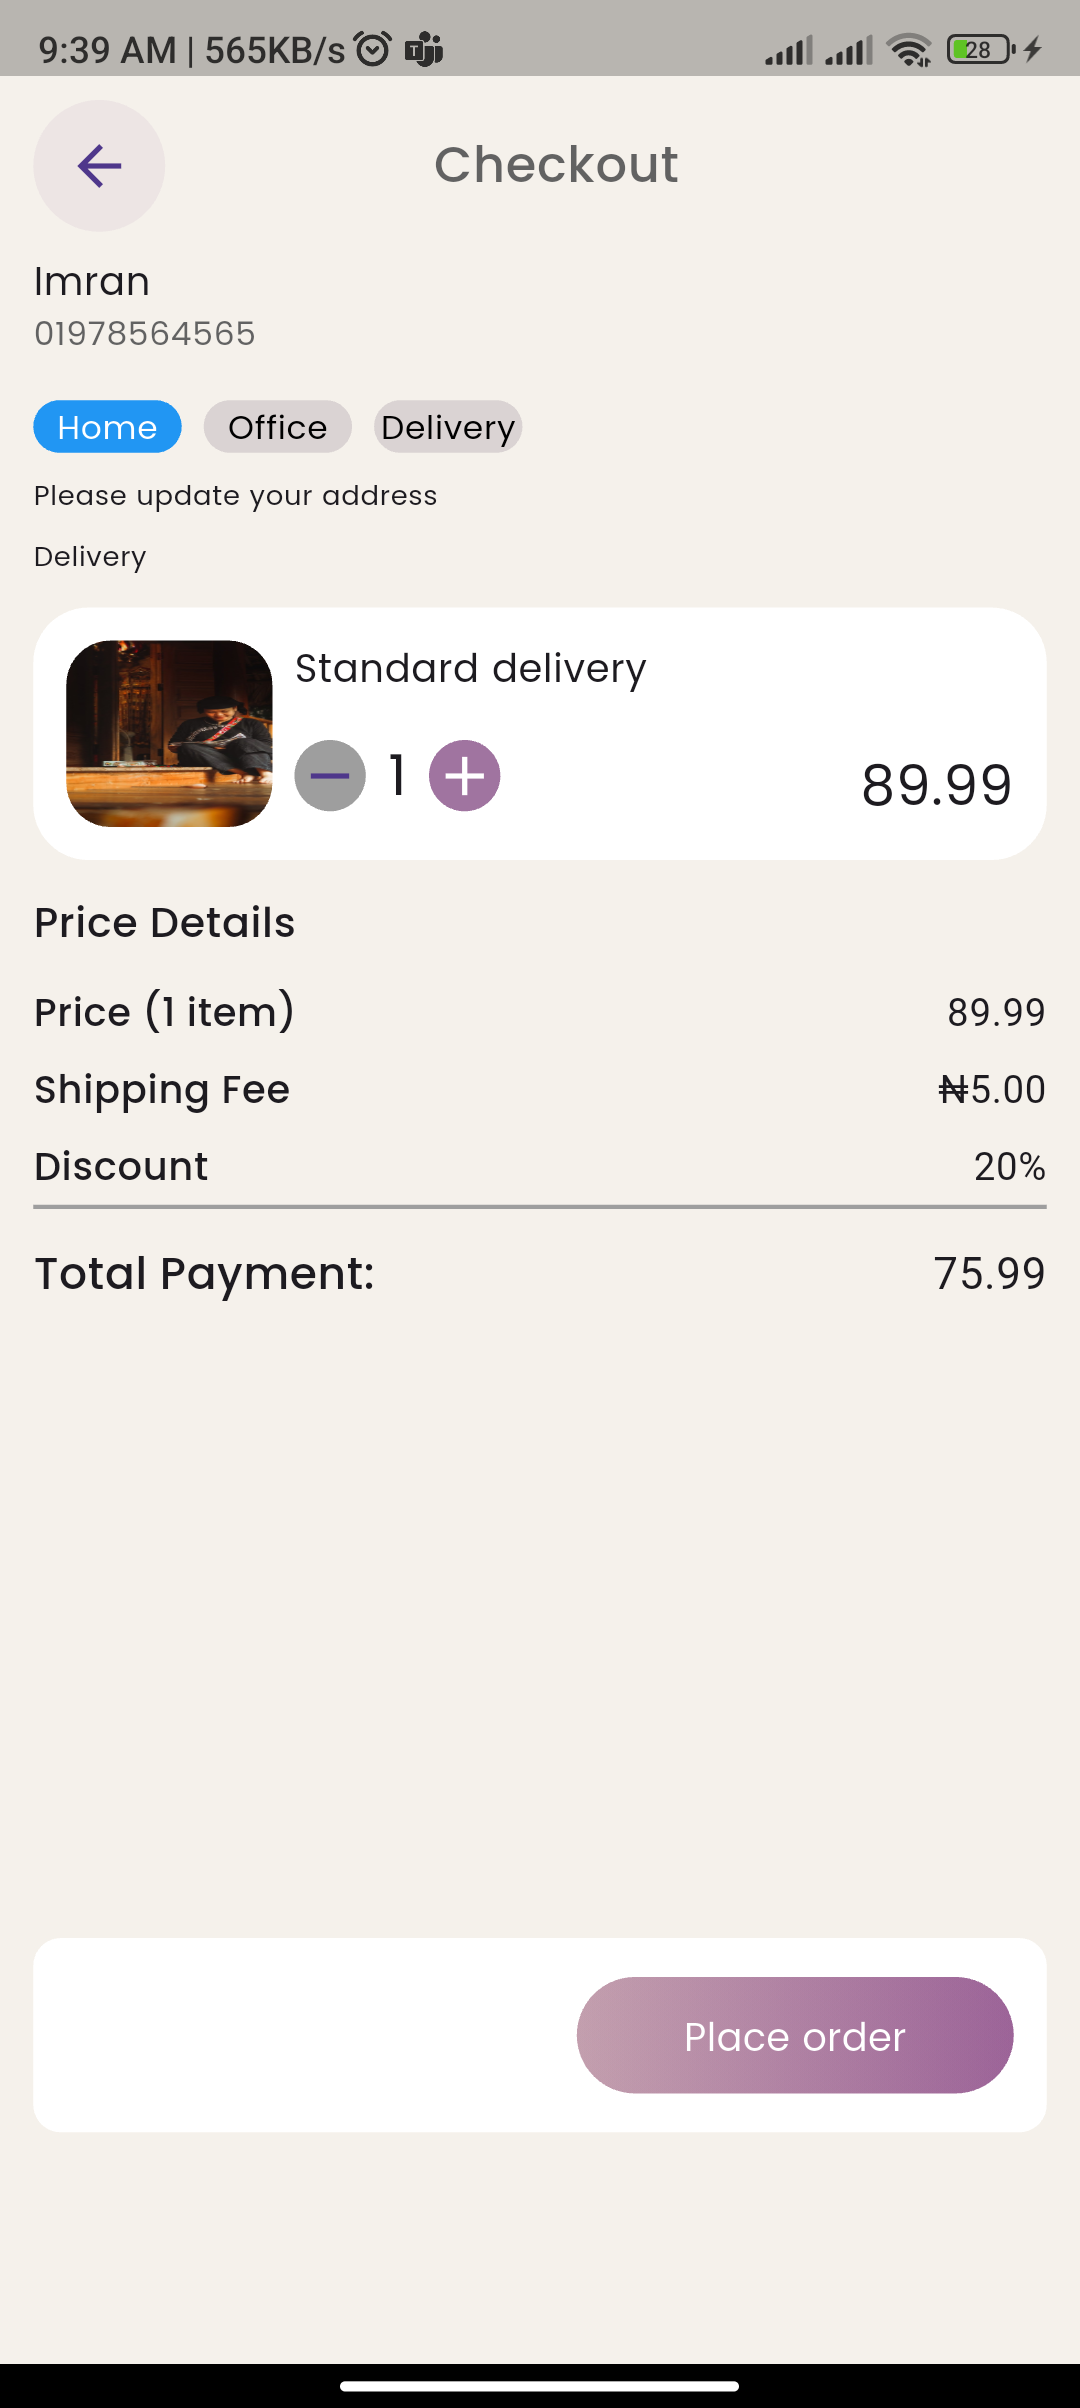 9:39 AM | 565KB/s
28
Checkout
Imran
01978564565
Home Office Delivery
Please update your address
Delivery
Standard delivery
1
89.99
Price Details
Price (1 item) 89.99
Shipping Fee ₦5.00
Discount 20%
Total Payment: 75.99
Place order